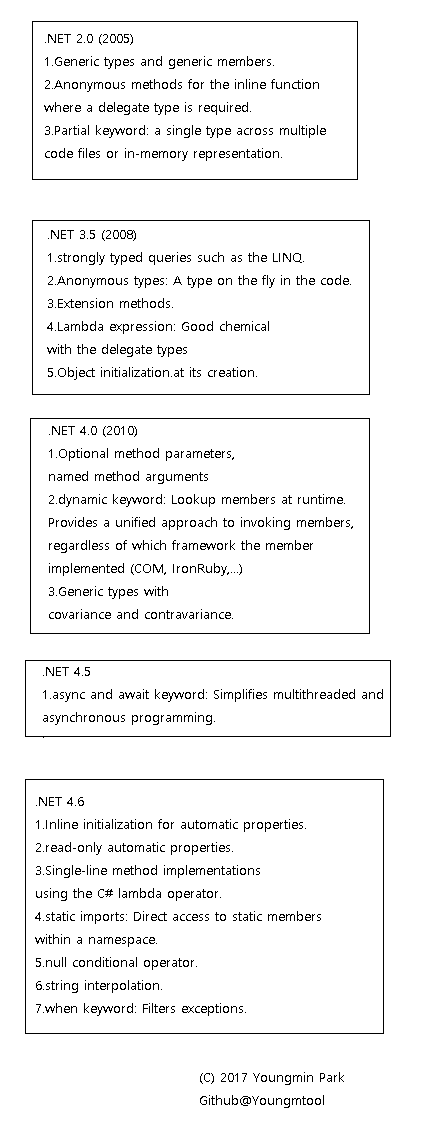 .NET 2.0 (2005)
1.Generic types and generic members.
2.Anonymous methods for the inline function
where a delegate type is required.
3.Partial keyword: a single type across multiple
code files or in-memory representation.
.NET 3.5 (2008)
1.strongly typed queries such as the LINQ.
2.Anonymous types: A type on the fly in the code.
3.Extension methods.
4.Lambda expression: Good chemical
with the delegate types
5.Object initialization.at its creation.
.NET 4.0 (2010)
1.Optional method parameters,
named method arguments
2.dynamic keyword: Lookup members at runtime.
Provides a unified approach to invoking members,
regardless of which framework the member
implemented (COM, IronRuby,...)
3.Generic types with
covariance and contravariance.
.NET 4.5
1.async and await keyword: Simplifies multithreaded and
asynchronous programming.
.NET 4.6
1.Inline initialization for automatic properties.
2.read-only automatic properties.
3.Single-line method implementations
using the C# lambda operator.
4.static imports: Direct access to static members
within a namespace.
5.null conditional operator.
6.string interpolation.
7.when keyword: Filters exceptions.
(C) 2017 Youngmin Park
Github@Youngmtool